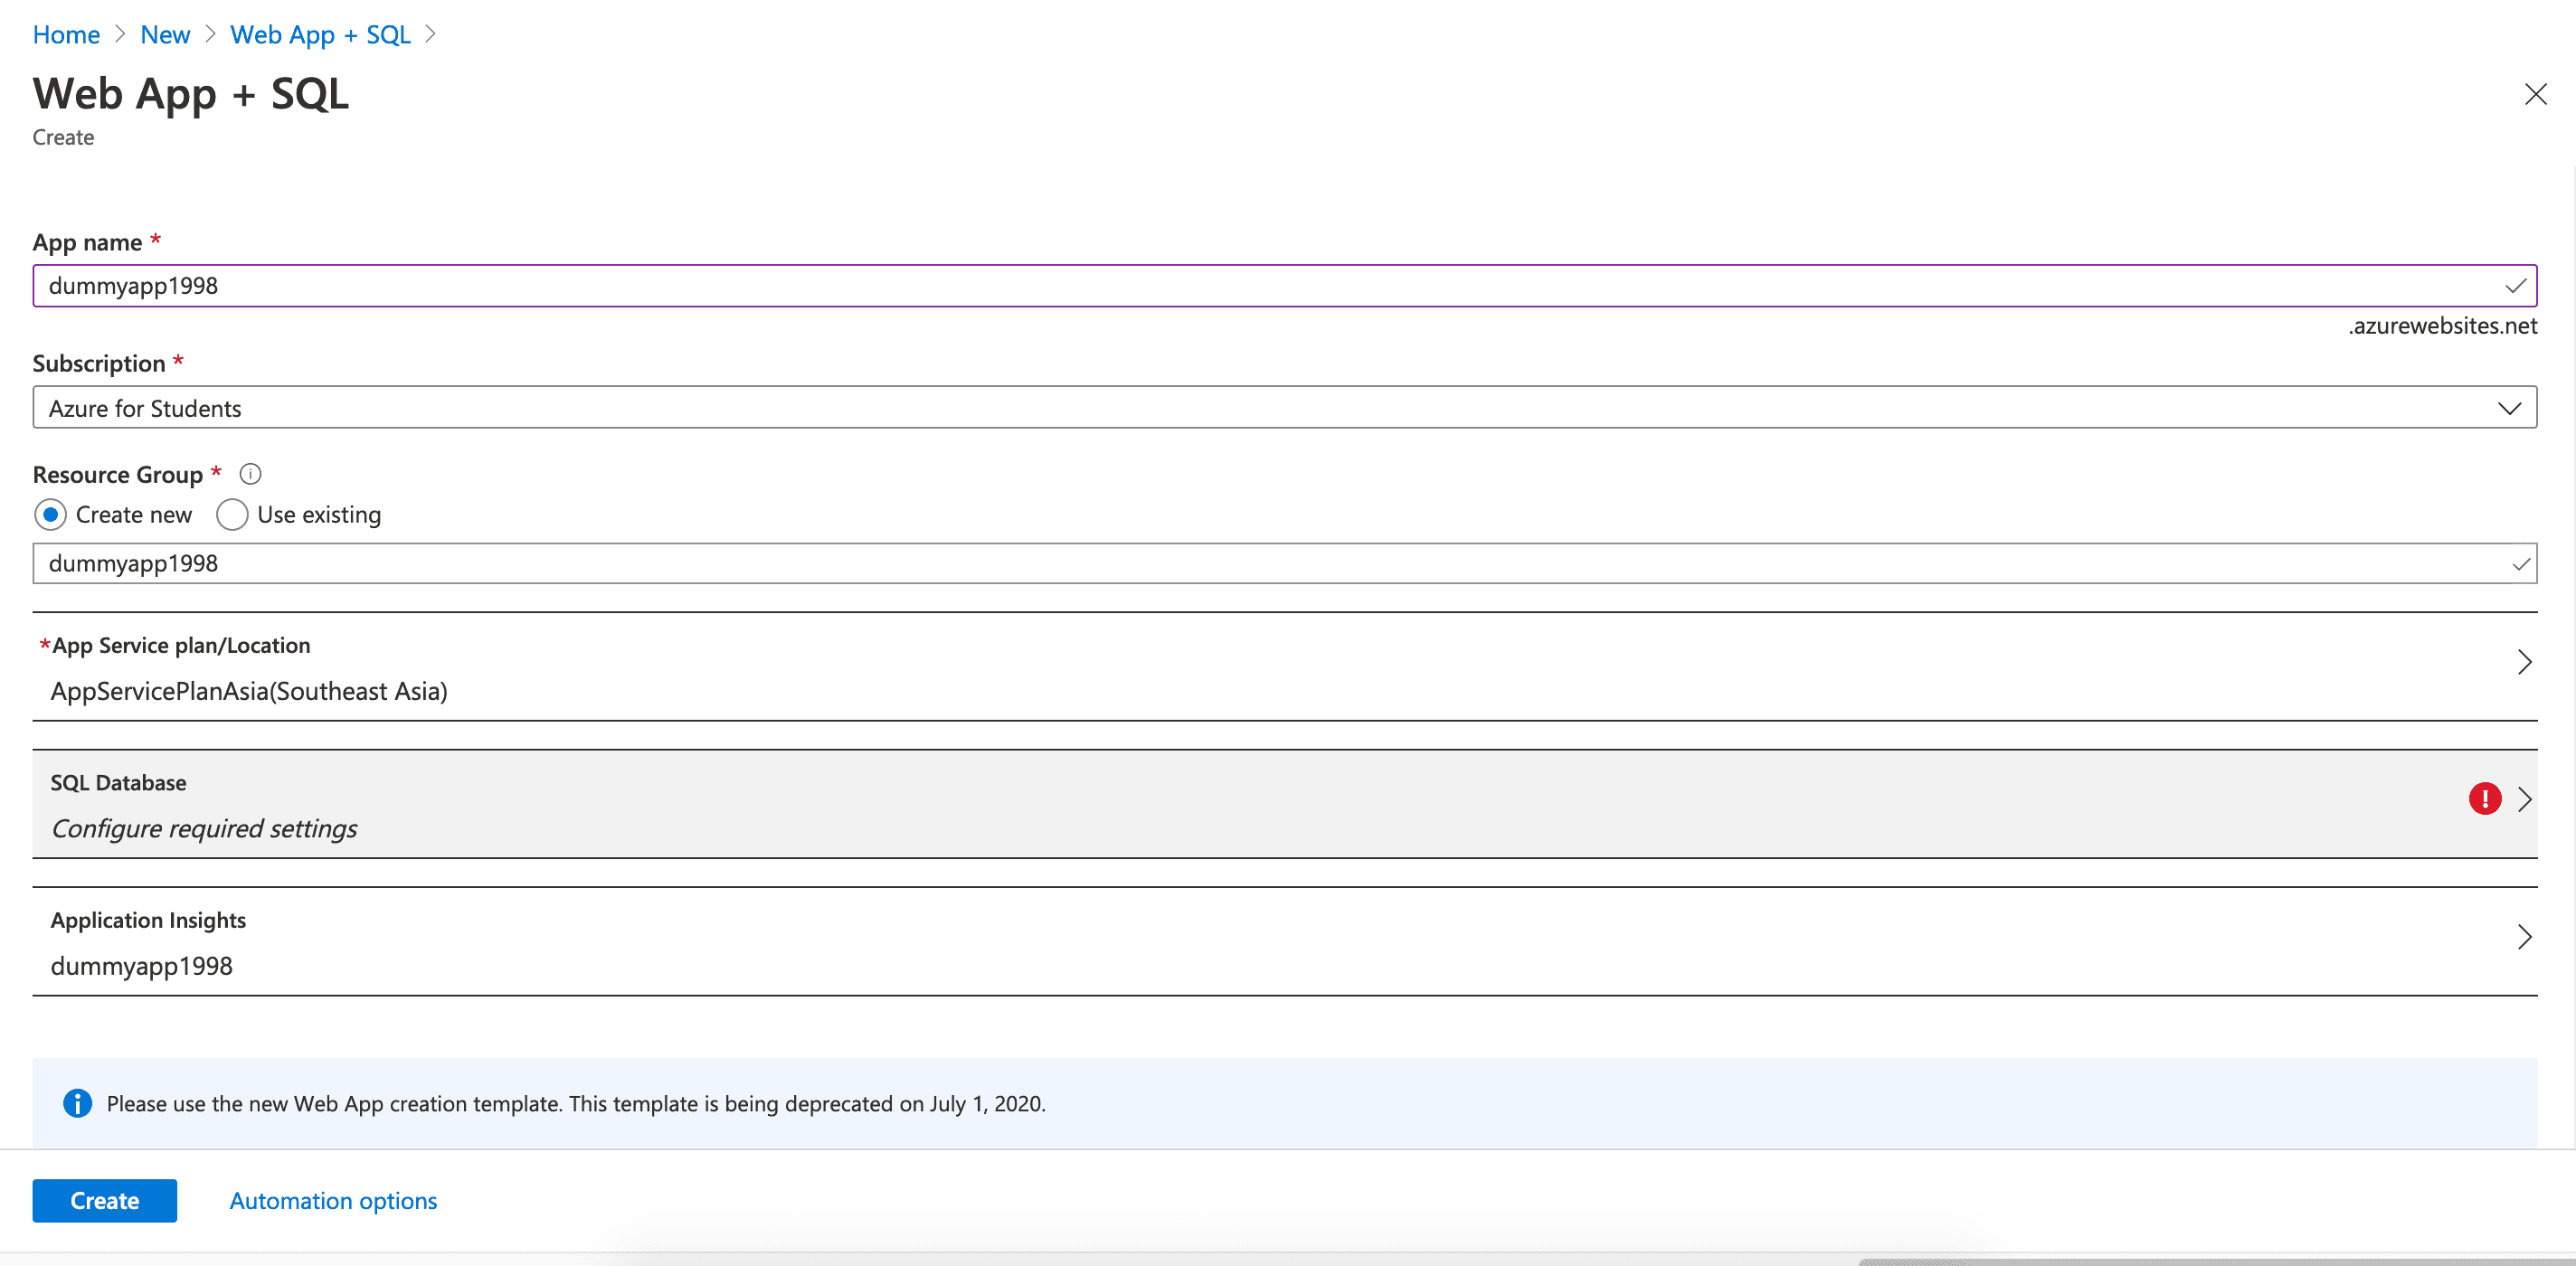 Home > New > Web App + SQL >
Web App + SQL
Create
App name *
dummyapp1998
.azurewebsites.net
Subscription *
Azure for Students
Resource Group *
Create new Use existing
dummyapp1998
*App Service plan/Location
AppServicePlanAsia(Southeast Asia)
SQL Database
Configure required settings
Application Insights
dummyapp1998
Please use the new Web App creation template. This template is being deprecated on July 1, 2020.
Create Automation options